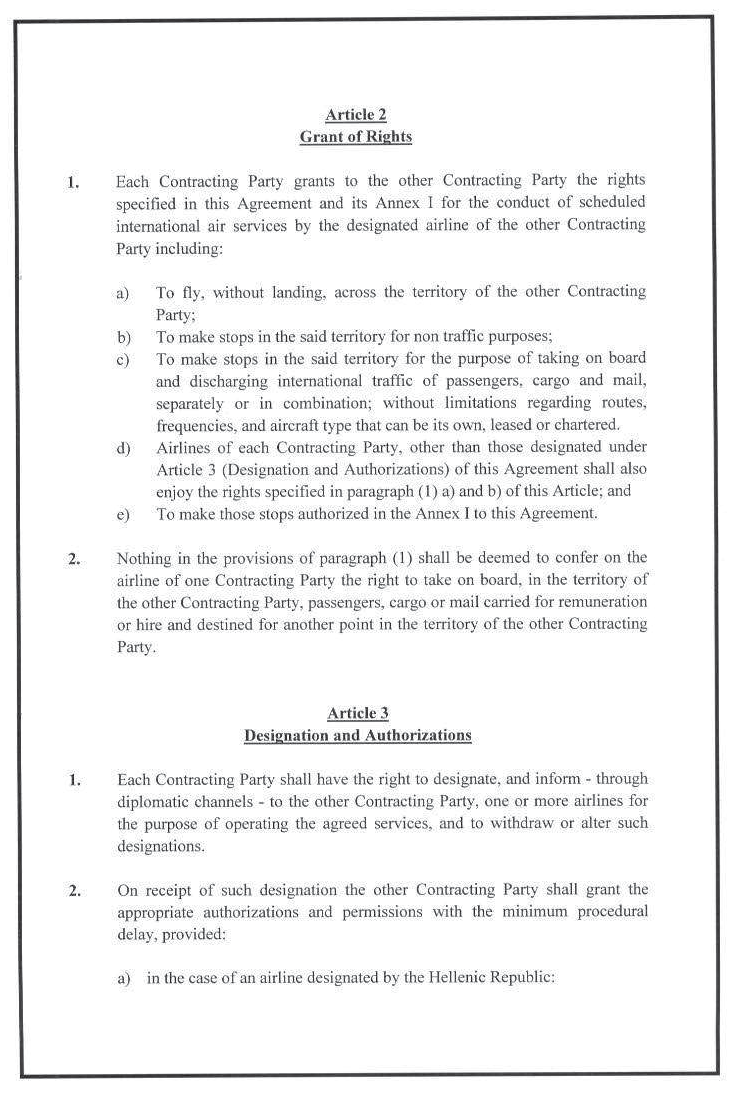 Article 2
Grant of Rights
1. Each Contracting Party grants to the other Contracting Party the rights
specified in this Agreement and its Annex I for the conduct of scheduled
international air services by the designated airline of the other Contracting
Party including:
a) To fly, without landing, across the territory of the other Contracting
Party;
b) To make stops in the said territory for non traffic purposes;
c) To make stops in the said territory for the purpose of taking on board
and discharging international traffic of passengers, cargo and mail,
separately or in combination; without limitations regarding routes,
frequencies, and aircraft type that can be its own, leased or chartered.
d) Airlines of each Contracting Party, other than those designated under
Article 3 (Designation and Authorizations) of this Agreement shall also
enjoy the rights specified in paragraph (1) a) and b) of this Article; and
e) To make those stops authorized in the Annex I to this Agreement.
2. Nothing in the provisions of paragraph (1) shall be deemed to confer on the
airline of one Contracting Party the right to take on board, in the territory of
the other Contracting Party, passengers, cargo or mail carried for remuneration
or hire and destined for another point in the territory of the other Contracting
Party.
Article 3
Designation and Authorizations
1. Each Contracting Party shall have the right to designate, and inform - through
diplomatic channels - to the other Contracting Party, one or more airlines for
the purpose of operating the agreed services, and to withdraw or alter such
designations.
2. On receipt of such designation the other Contracting Party shall grant the
appropriate authorizations and permissions with the minimum procedural
delay, provided:
a) in the case of an airline designated by the Hellenic Republic: